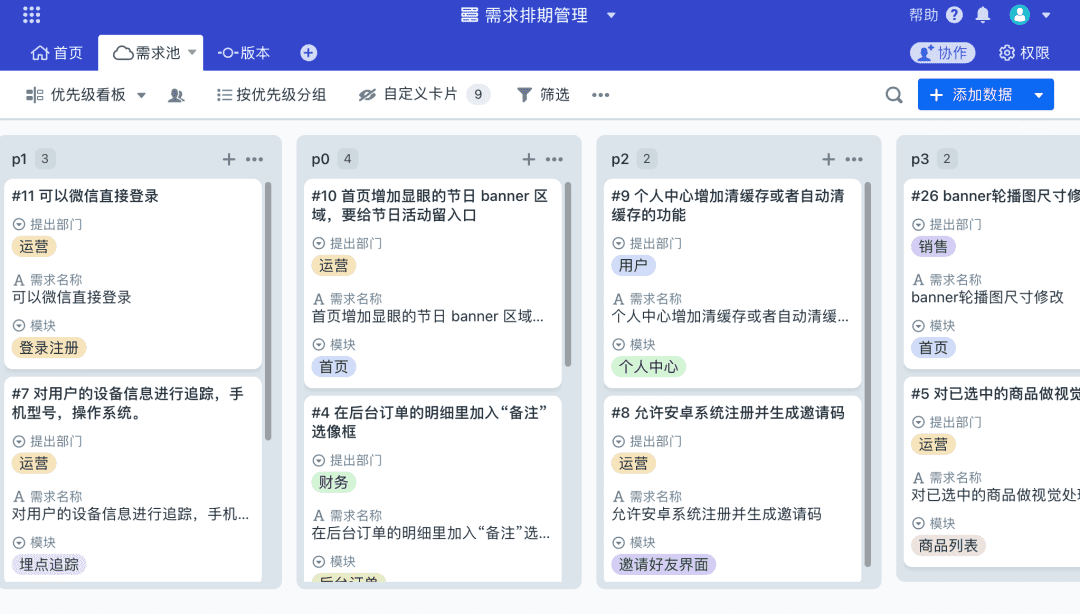 需求排期管理
帮助
首页
需求池
版本
协作
权限
优先级看板
按优先级分组
自定义卡片 9
筛选
添加数据
p1 3
#11 可以微信直接登录
提出部门
运营
需求名称
可以微信直接登录
模块
登录注册
#7 对用户的设备信息进行追踪，手
机型号，操作系统。
提出部门
运营
需求名称
对用户的设备信息进行追踪，手机...
模块
埋点追踪
p0 4
#10 首页增加显眼的节日 banner 区
域，要给节日活动留入口
提出部门
运营
需求名称
首页增加显眼的节日 banner 区域...
模块
首页
#4 在后台订单的明细里加入“备注”
选像框
提出部门
财务
需求名称
在后台订单的明细里加入“备注”选...
模块
后台订单
p2 2
#9 个人中心增加清缓存或者自动清
缓存的功能
提出部门
用户
需求名称
个人中心增加清缓存或者自动清缓...
模块
个人中心
#8 允许安卓系统注册并生成邀请码
提出部门
运营
需求名称
允许安卓系统注册并生成邀请码
模块
邀请好友界面
p3 2
#26 banner轮播图尺寸修
提出部门
销售
需求名称
banner轮播图尺寸修改
模块
首页
#5 对已选中的商品做视觉
提出部门
运营
需求名称
对已选中的商品做视觉处理
模块
商品列表